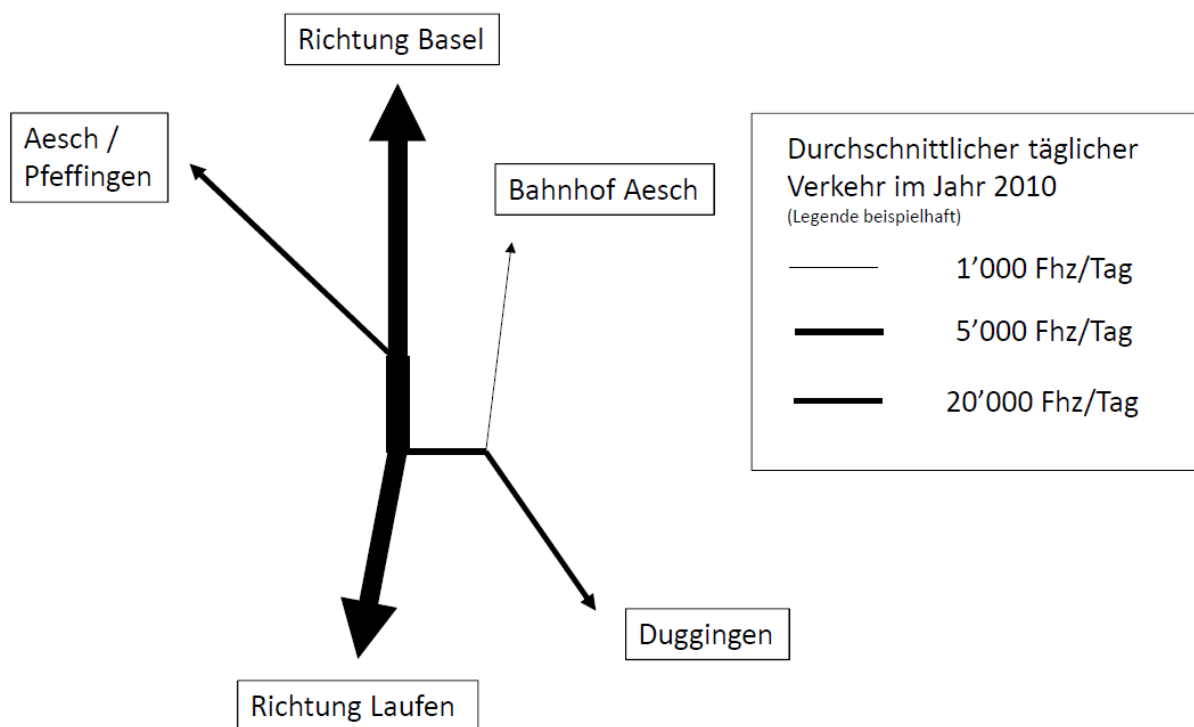 Richtung Basel
Aesch /
Pfeffingen
Bahnhof Aesch
Durchschnittlicher täglicher
Verkehr im Jahr 2010
(Legende beispielhaft)
1’000 Fhz/Tag
5’000 Fhz/Tag
20’000 Fhz/Tag
Duggingen
Richtung Laufen